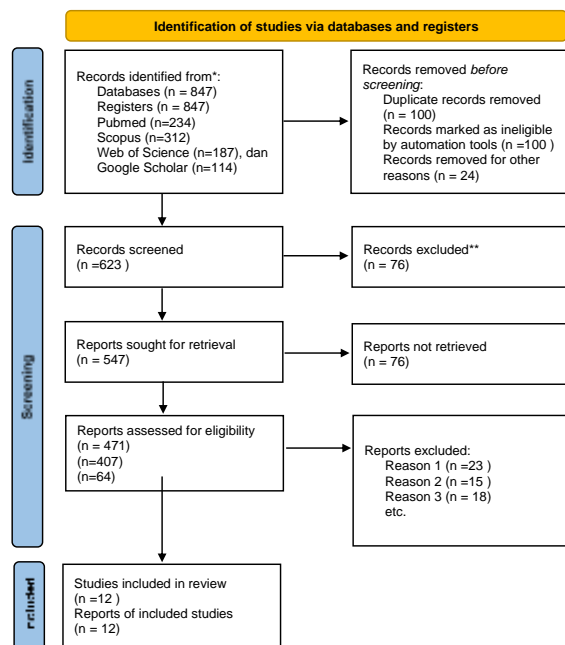 Identification of studies via databases and registers
Identification
Records identified from*:
Databases (n = 847)
Registers (n = 847)
Pubmed (n=234)
Scopus (n=312)
Web of Science (n=187), dan
Google Scholar (n=114)
Records removed before
screening:
Duplicate records removed
(n = 100)
Records marked as ineligible
by automation tools (n =100 )
Records removed for other
reasons (n = 24)
Screening
Records screened
(n =623 )
Records excluded**
(n = 76)
Reports sought for retrieval
(n = 547)
Reports not retrieved
(n = 76)
Reports assessed for eligibility
(n = 471)
(n=407)
(n=64)
Reports excluded:
Reason 1 (n =23 )
Reason 2 (n =15 )
Reason 3 (n = 18)
etc.
Included
Studies included in review
(n =12 )
Reports of included studies
(n = 12)